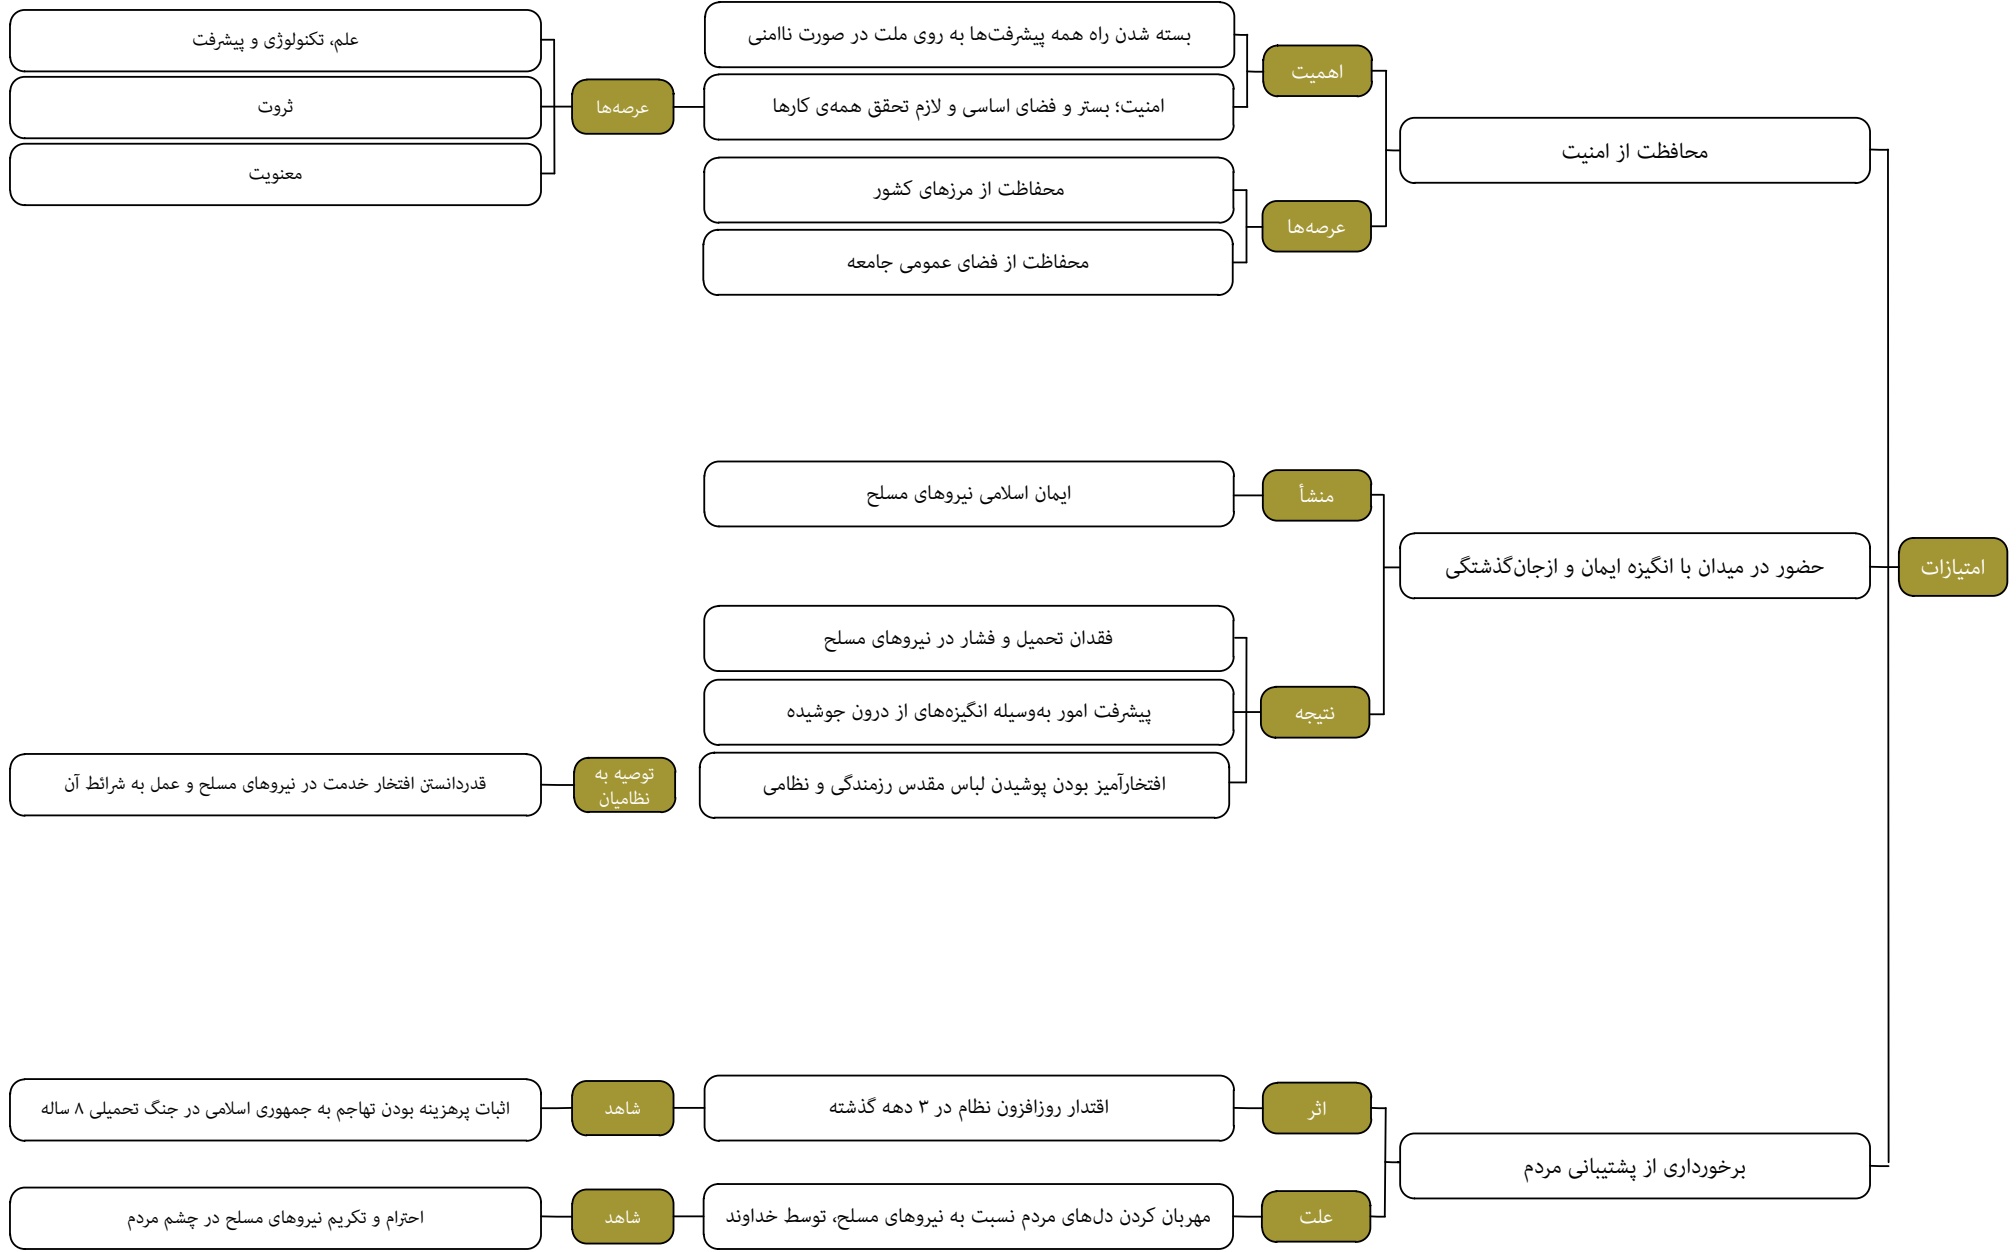 امتیازات
محافظت از امنیت
اهمیت
بسته شدن راه همه پیشرفت‌ها به روی ملت در صورت ناامنی
امنیت؛ بستر و فضای اساسی و لازم تحقق همه‌ی کارها
عرصه‌ها
علم، تکنولوژی و پیشرفت
ثروت
معنویت
عرصه‌ها
محفاظت از مرزهای کشور
محفاظت از فضای عمومی جامعه
حضور در میدان با انگیزه ایمان و ازجان‌گذشتگی
منشأ
ایمان اسلامی نیروهای مسلح
نتیجه
فقدان تحمیل و فشار در نیروهای مسلح
پیشرفت امور به‌وسیله انگیزه‌های از درون جوشیده
افتخارآمیز بودن پوشیدن لباس مقدس رزمندگی و نظامی
توصیه به
نظامیان
قدردانستن افتخار خدمت در نیروهای مسلح و عمل به شرائط آن
برخورداری از پشتیبانی مردم
اثر
اقتدار روزافزون نظام در ۳ دهه گذشته
شاهد
اثبات پرهزینه بودن تهاجم به جمهوری اسلامی در جنگ تحمیلی ۸ ساله
علت
مهربان کردن دل‌های مردم نسبت به نیروهای مسلح، توسط خداوند
شاهد
احترام و تکریم نیروهای مسلح در چشم مردم